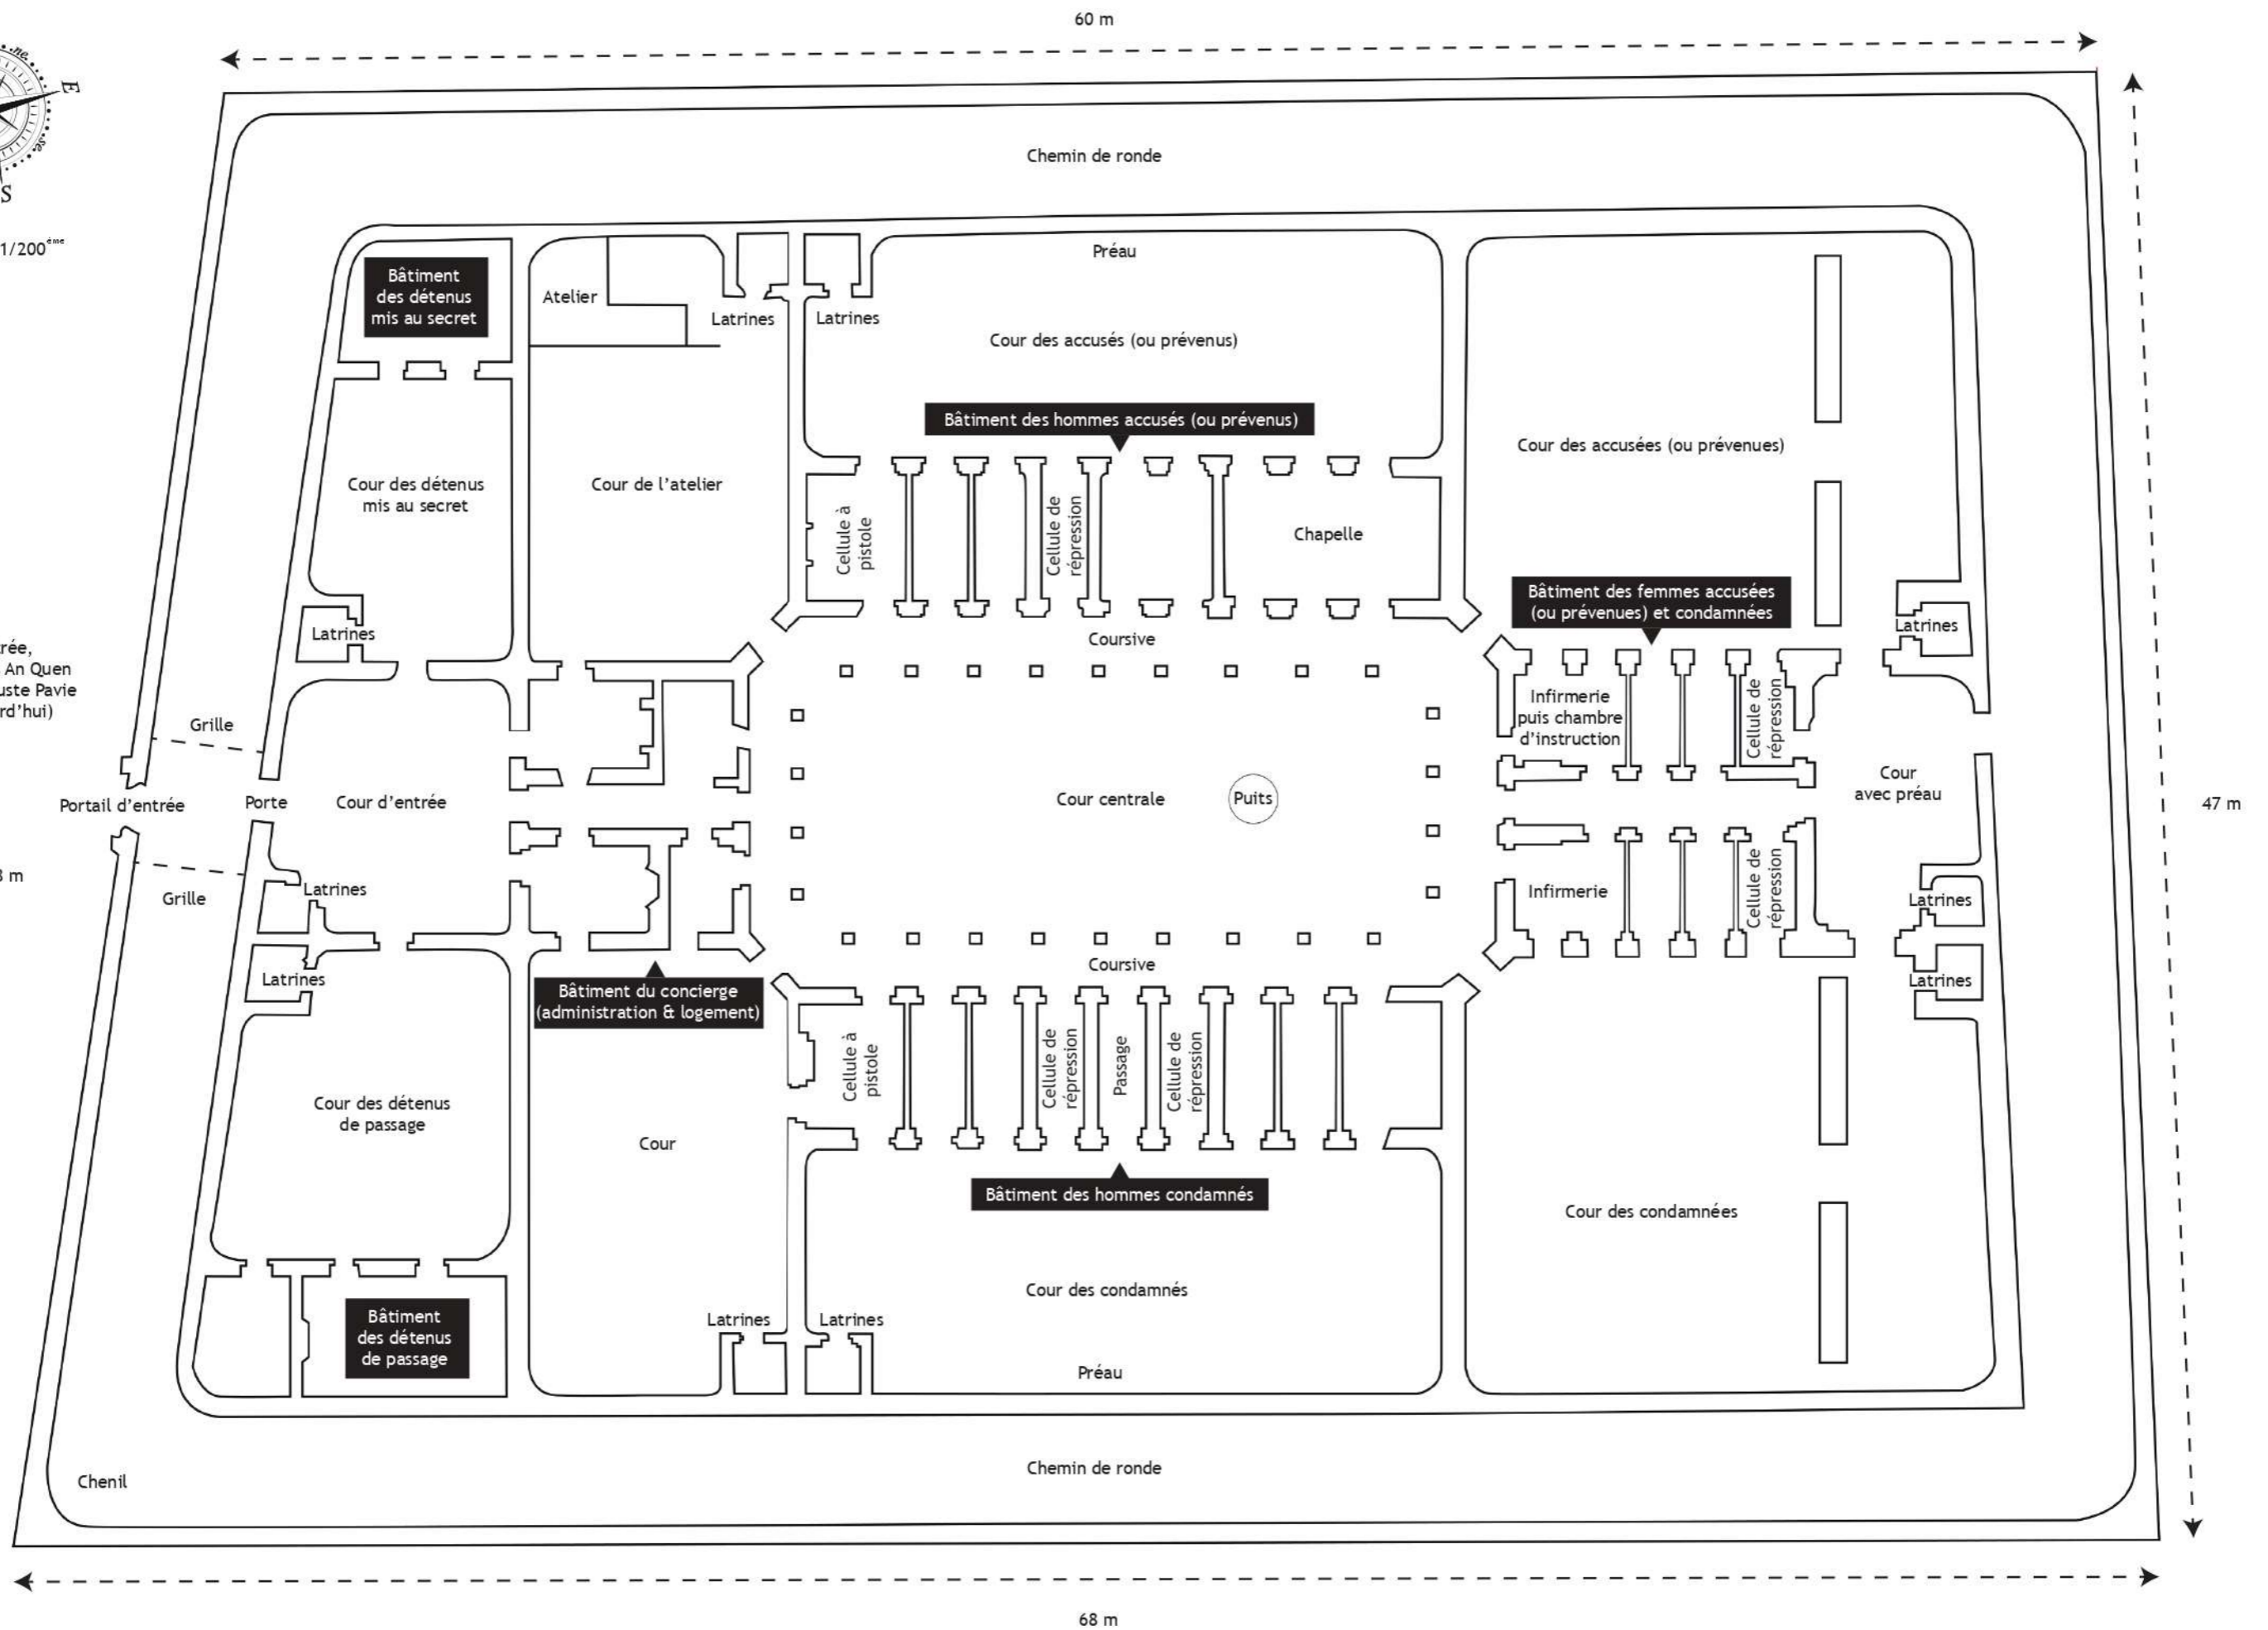 60 m
ne
E
se
S
1/200ème
Chemin de ronde
Préau
Bâtiment
des détenus
mis au secret
Atelier
Latrines
Latrines
Cour des accusés (ou prévenus)
Bâtiment des hommes accusés (ou prévenus)
Cour des accusées (ou prévenues)
Cour des détenus
mis au secret
Cour de l’atelier
Cellule à
pistole
Cellule de
répression
Chapelle
Bâtiment des femmes accusées
(ou prévenues) et condamnées
Latrines
Coursive
Latrines
rée,
An Quen
uste Pavie
rd’hui)
Grille
Infirmerie
puis chambre
d’instruction
Cellule de
répression
Portail d’entrée
Porte
Cour d’entrée
Cour centrale
Puits
Cour
avec préau
47 m
m
Grille
Latrines
Infirmerie
Cellule de
répression
Latrines
Coursive
Latrines
Latrines
Bâtiment du concierge
(administration & logement)
Cellule à
pistole
Cellule de
répression
Passage
Cellule de
répression
Cour des détenus
de passage
Cour
Bâtiment des hommes condamnés
Cour des condamnées
Cour des condamnés
Bâtiment
des détenus
de passage
Latrines
Latrines
Préau
Chenil
Chemin de ronde
68 m